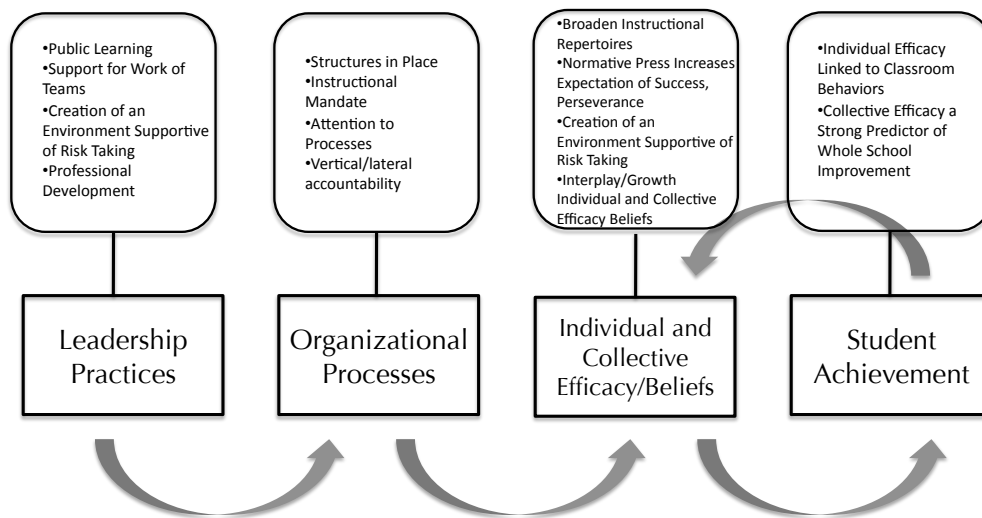 •Public Learning
•Support for Work of
Teams
•Creation of an
Environment Supportive
of Risk Taking
•Professional
Development
•Structures in Place
•Instructional
Mandate
•Attention to
Processes
•Vertical/lateral
accountability
•Broaden Instructional
Repertoires
•Normative Press Increases
Expectation of Success,
Perseverance
•Creation of an
Environment Supportive of
Risk Taking
•Interplay/Growth
Individual and Collective
Efficacy Beliefs
•Individual Efficacy
Linked to Classroom
Behaviors
•Collective Efficacy a
Strong Predictor of
Whole School
Improvement
Leadership
Practices
Organizational
Processes
Individual and
Collective
Efficacy/Beliefs
Student
Achievement